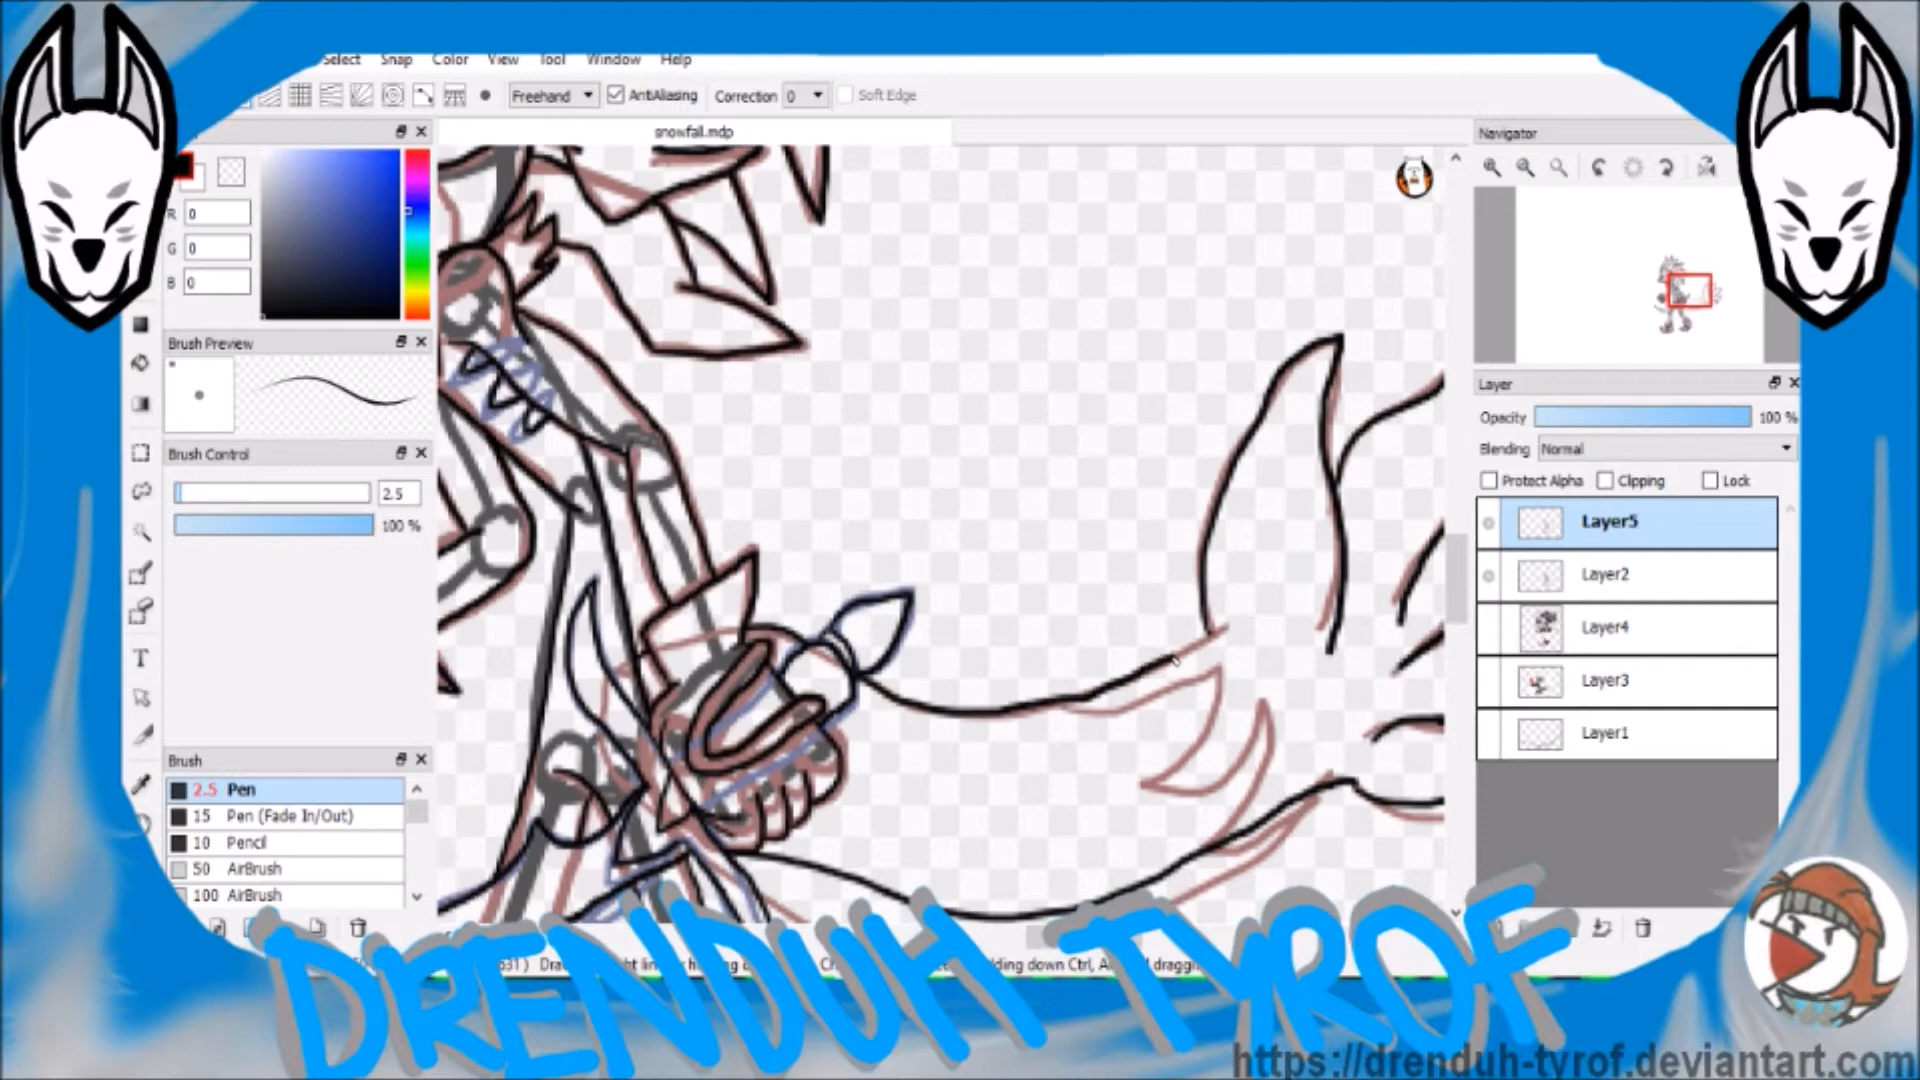 Select Snap Color View Tool Window Help
Freehand AntiAliasing Correction 0 Soft Edge
snowfall.mdp
Navigator
R 0
G 0
B 0
Brush Preview
Layer
Opacity 100 %
Blending Normal
Brush Control
Protect Alpha Clipping Lock
2.5
100 %
Layer5
Layer2
Layer4
Layer3
Layer1
T
Brush
2.5 Pen
15 Pen (Fade In/Out)
10 Pencil
50 AirBrush
100 AirBrush
down Ctrl,
DRENDUH TYROF
https://drenduh-tyrof.deviantart.com